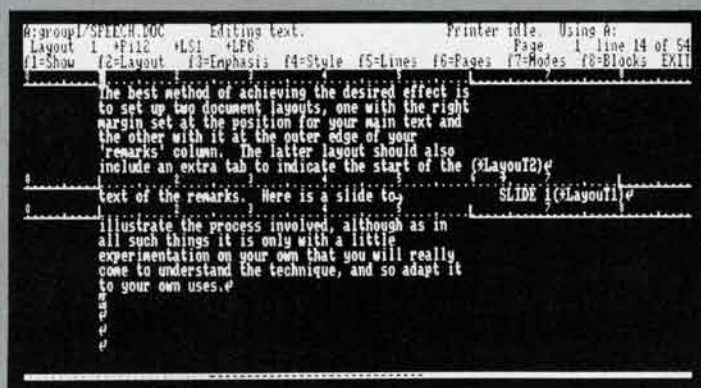 A:group1/SPEECH.DOC Editing text. Printer idle. Using A:
Layout 1 +Pi12 +LS1 +LP6 Page 1 line 14 of 54
f1=Show f2=Layout f3=Emphasis f4=Style f5=Lines f6=Pages f7=Modes f8=Blocks EXIT
The best method of achieving the desired effect is
to set up two document layouts, one with the right
margin set at the position for your main text and
the other with it at the outer edge of your
'remarks' column. The latter layout should also
include an extra tab to indicate the start of the (+LayouT2)↵
text of the remarks. Here is a slide to SLIDE 1(+LayouT1)↵
illustrate the process involved, although as in
all such things it is only with a little
experimentation on your own that you will really
come to understand the technique, and so adapt it
to your own uses.↵